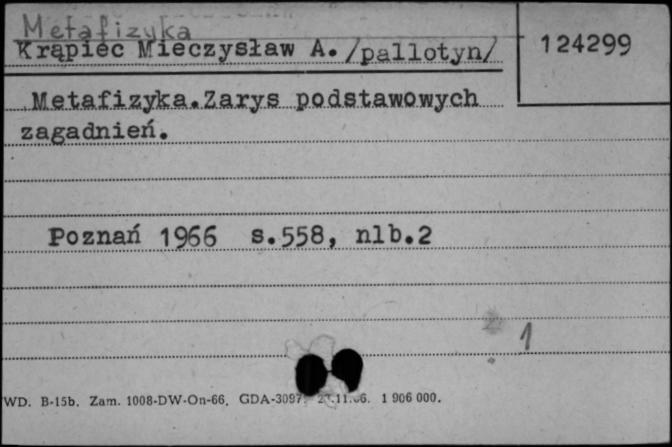 Metafizyka
Krąpiec Mieczysław A. /pallotyn/
124299
Metafizyka.Zarys podstawowych
zagadnień.
Poznań 1966 s.558, nlb.2
1
WD. B-15b. Zam. 1008-DW-On-66. GDA-3097. 1 906 000.